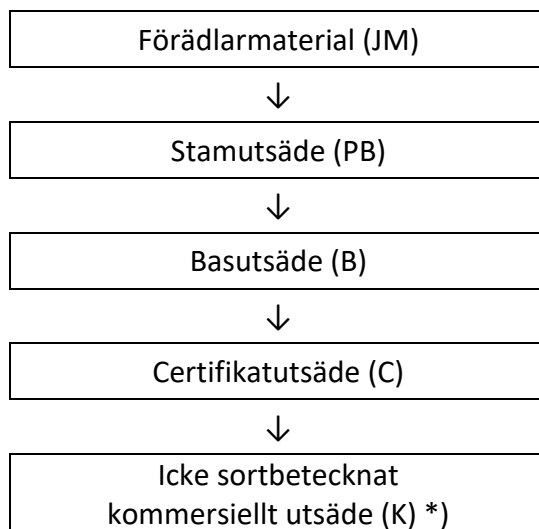 Förädlarmaterial (JM)
↓
Stamutsäde (PB)
↓
Basutsäde (B)
↓
Certifikatutsäde (C)
↓
Icke sortbetecknat
kommersiellt utsäde (K) *)